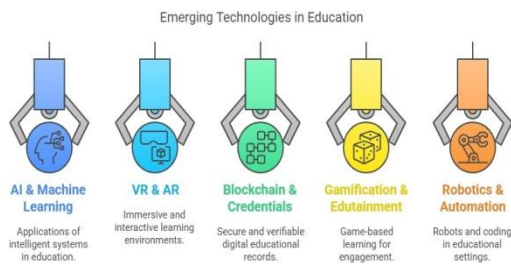 Emerging Technologies in Education
AI & Machine
Learning
Applications of
intelligent systems
in education.
VR & AR
Immersive and
interactive learning
environments.
Blockchain &
Credentials
Secure and verifiable
digital educational
records.
Gamification &
Edutainment
Game-based
learning for
engagement.
Robotics &
Automation
Robots and coding
in educational
settings.